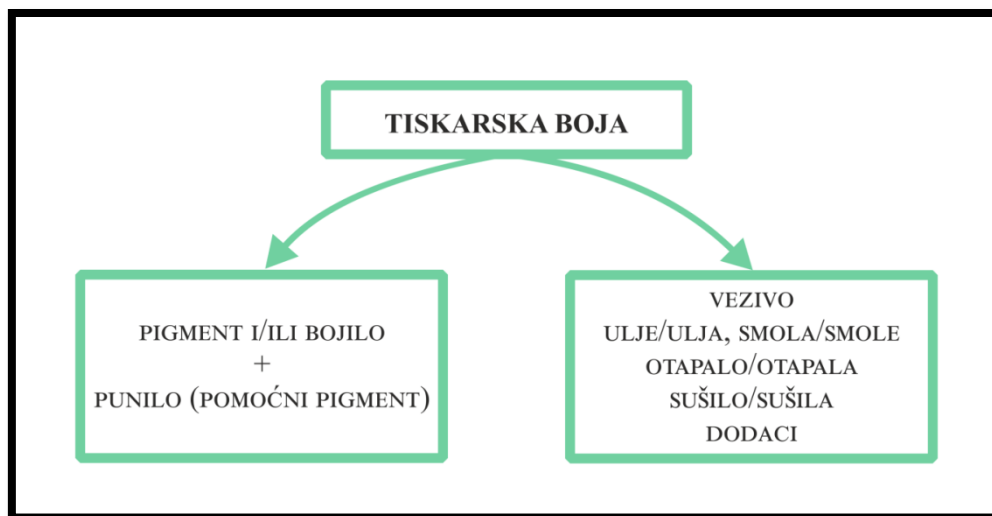 TISKARSKA BOJA
PIGMENT I/ILI BOJILO
+
PUNILO (POMOĆNI PIGMENT)
VEZIVO
ULJE/ULJA, SMOLA/SMOLE
OTAPALO/OTAPALA
SUŠILO/SUŠILA
DODACI